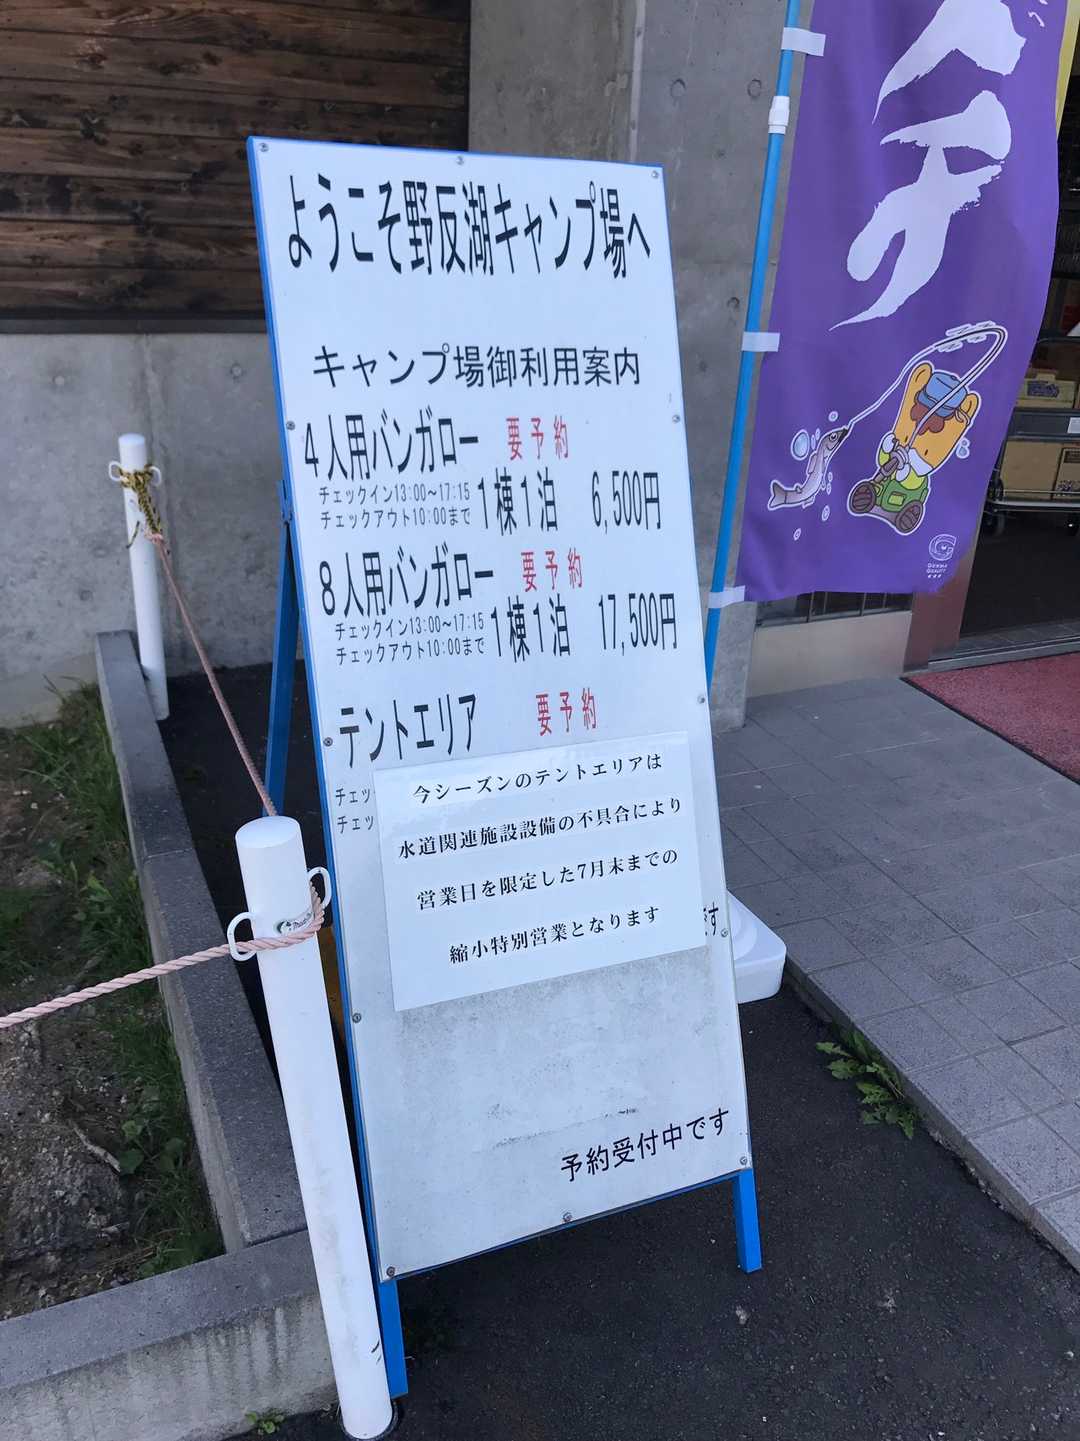 ようこそ野反湖キャンプ場へ
キャンプ場御利用案内
4人用バンガロー 要予約
チェックイン13:00～17:15
チェックアウト10:00まで
1棟1泊 6,500円
8人用バンガロー 要予約
チェックイン13:00～17:15
チェックアウト10:00まで
1棟1泊 17,500円
テントエリア 要予約
チェッ
チェッ
今シーズンのテントエリアは
水道関連施設設備の不具合により
営業日を限定した7月末までの
縮小特別営業となります
す
予約受付中です
GUNMA
QUALITY